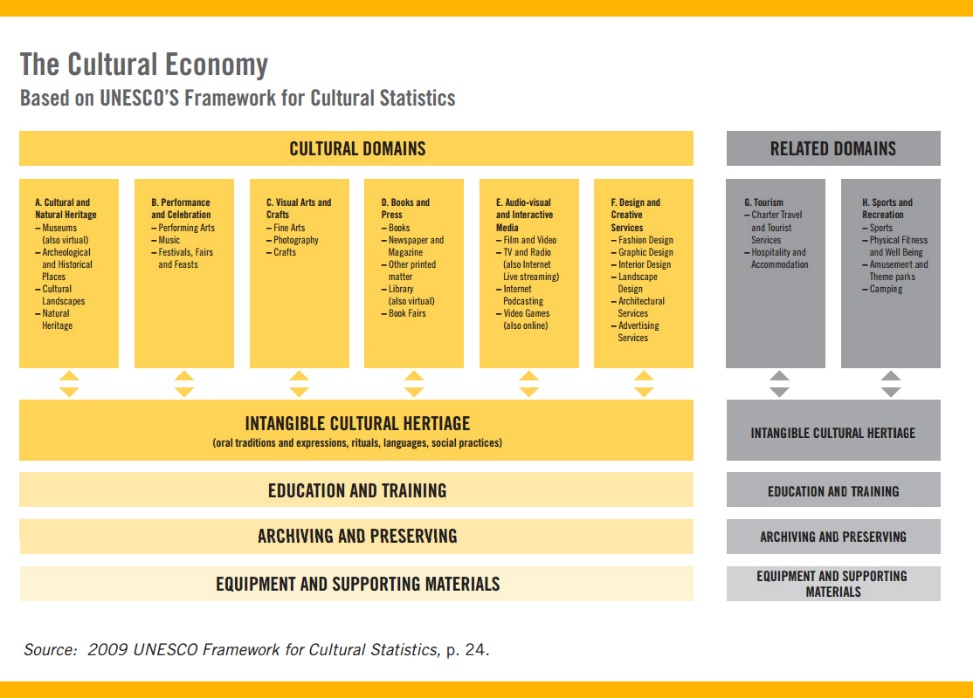 The Cultural Economy
Based on UNESCO'S Framework for Cultural Statistics
CULTURAL DOMAINS
A. Cultural and
Natural Heritage
– Museums
(also virtual)
– Archeological
and Historical
Places
– Cultural
Landscapes
– Natural
Heritage
B. Performance
and Celebration
– Performing Arts
– Music
– Festivals, Fairs
and Feasts
C. Visual Arts and
Crafts
– Fine Arts
– Photography
– Crafts
D. Books and
Press
– Books
– Newspaper and
Magazine
– Other printed
matter
– Library
(also virtual)
– Book Fairs
E. Audio-visual
and Interactive
Media
– Film and Video
– TV and Radio
(also Internet
Live streaming)
– Internet
Podcasting
– Video Games
(also online)
F. Design and
Creative
Services
– Fashion Design
– Graphic Design
– Interior Design
– Landscape
Design
– Architectural
Services
– Advertising
Services
INTANGIBLE CULTURAL HERTIAGE
(oral traditions and expressions, rituals, languages, social practices)
EDUCATION AND TRAINING
ARCHIVING AND PRESERVING
EQUIPMENT AND SUPPORTING MATERIALS
RELATED DOMAINS
G. Tourism
– Charter Travel
and Tourist
Services
– Hospitality and
Accommodation
H. Sports and
Recreation
– Sports
– Physical Fitness
and Well Being
– Amusement and
Theme parks
– Camping
INTANGIBLE CULTURAL HERTIAGE
EDUCATION AND TRAINING
ARCHIVING AND PRESERVING
EQUIPMENT AND SUPPORTING
MATERIALS
Source: 2009 UNESCO Framework for Cultural Statistics, p. 24.